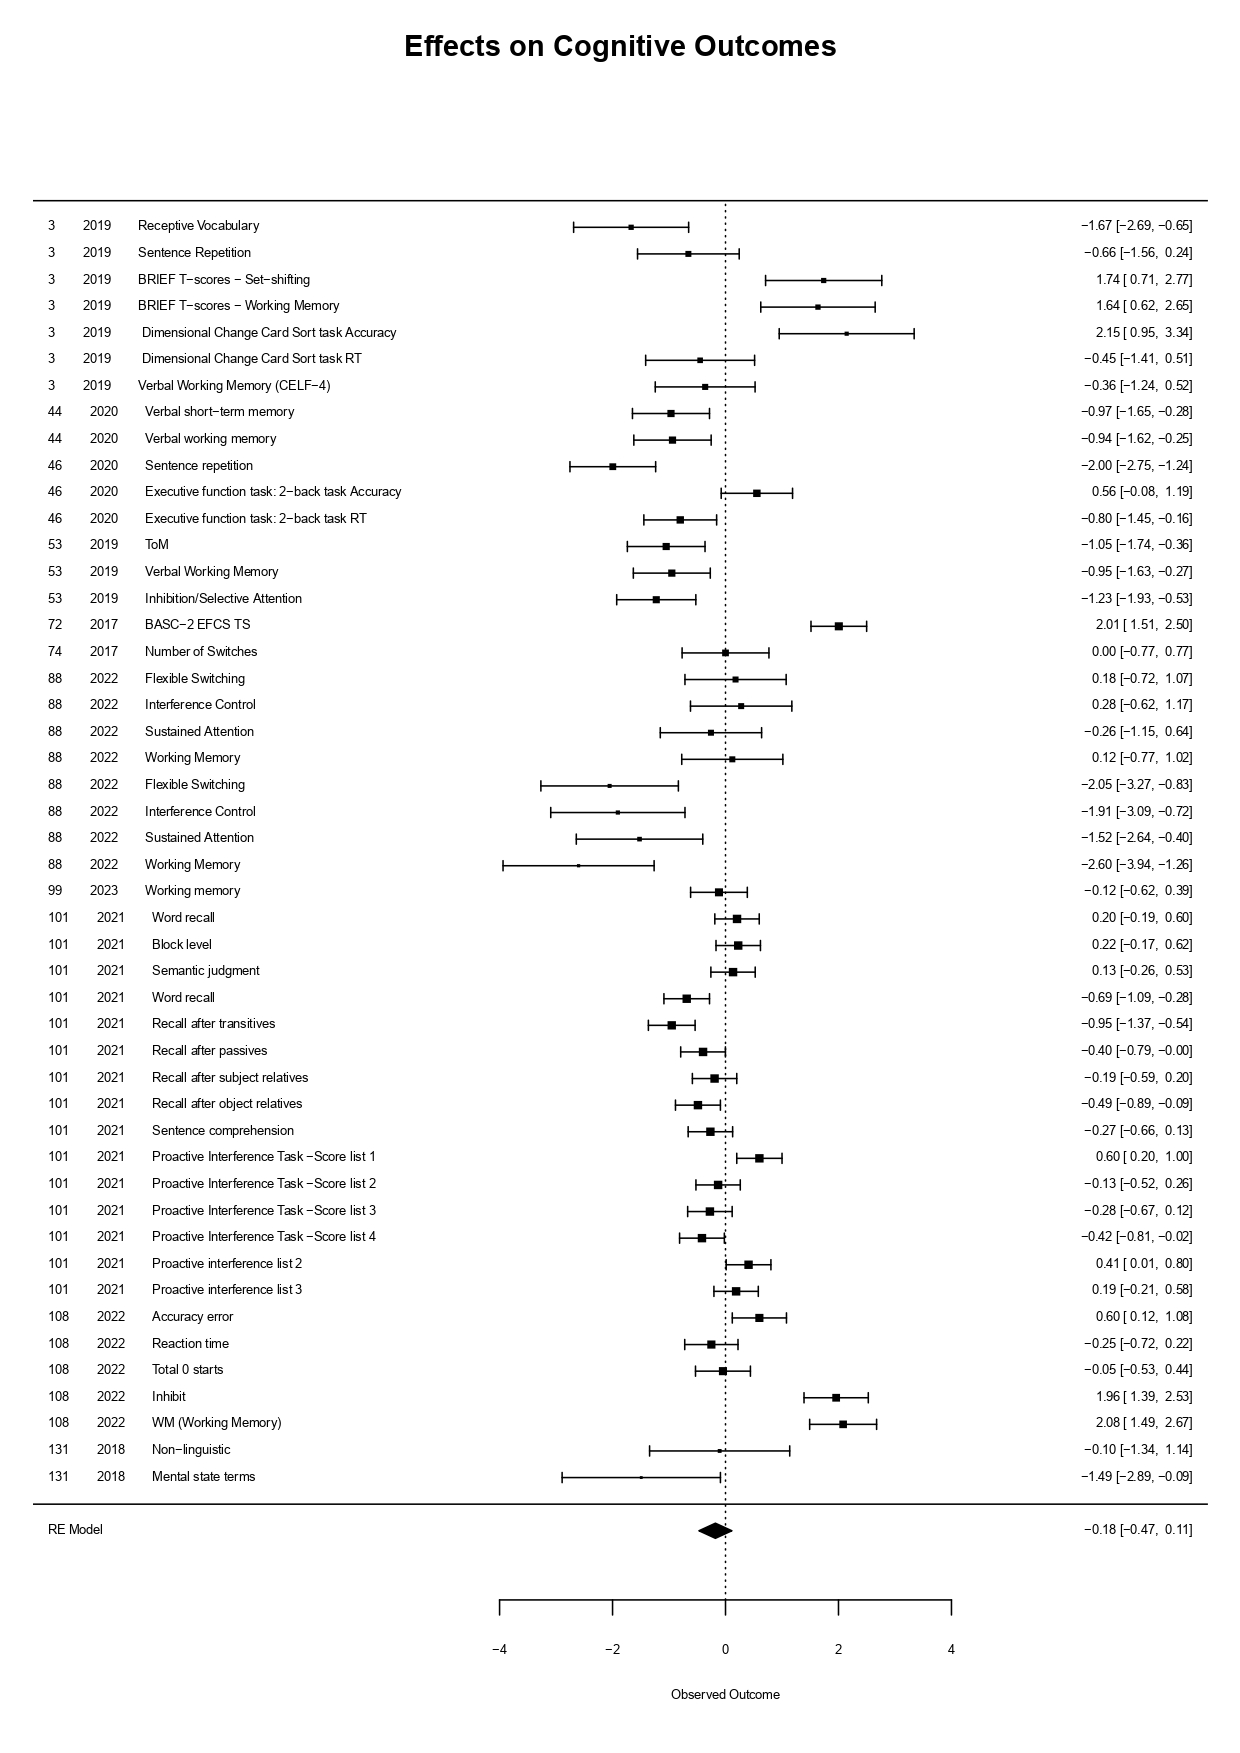 Effects on Cognitive Outcomes
3 2019 Receptive Vocabulary −1.67 [−2.69, −0.65]
3 2019 Sentence Repetition −0.66 [−1.56, 0.24]
3 2019 BRIEF T−scores − Set−shifting 1.74 [ 0.71, 2.77]
3 2019 BRIEF T−scores − Working Memory 1.64 [ 0.62, 2.65]
3 2019 Dimensional Change Card Sort task Accuracy 2.15 [ 0.95, 3.34]
3 2019 Dimensional Change Card Sort task RT −0.45 [−1.41, 0.51]
3 2019 Verbal Working Memory (CELF−4) −0.36 [−1.24, 0.52]
44 2020 Verbal short−term memory −0.97 [−1.65, −0.28]
44 2020 Verbal working memory −0.94 [−1.62, −0.25]
46 2020 Sentence repetition −2.00 [−2.75, −1.24]
46 2020 Executive function task: 2−back task Accuracy 0.56 [−0.08, 1.19]
46 2020 Executive function task: 2−back task RT −0.80 [−1.45, −0.16]
53 2019 ToM −1.05 [−1.74, −0.36]
53 2019 Verbal Working Memory −0.95 [−1.63, −0.27]
53 2019 Inhibition/Selective Attention −1.23 [−1.93, −0.53]
72 2017 BASC−2 EFCS TS 2.01 [ 1.51, 2.50]
74 2017 Number of Switches 0.00 [−0.77, 0.77]
88 2022 Flexible Switching 0.18 [−0.72, 1.07]
88 2022 Interference Control 0.28 [−0.62, 1.17]
88 2022 Sustained Attention −0.26 [−1.15, 0.64]
88 2022 Working Memory 0.12 [−0.77, 1.02]
88 2022 Flexible Switching −2.05 [−3.27, −0.83]
88 2022 Interference Control −1.91 [−3.09, −0.72]
88 2022 Sustained Attention −1.52 [−2.64, −0.40]
88 2022 Working Memory −2.60 [−3.94, −1.26]
99 2023 Working memory −0.12 [−0.62, 0.39]
101 2021 Word recall 0.20 [−0.19, 0.60]
101 2021 Block level 0.22 [−0.17, 0.62]
101 2021 Semantic judgment 0.13 [−0.26, 0.53]
101 2021 Word recall −0.69 [−1.09, −0.28]
101 2021 Recall after transitives −0.95 [−1.37, −0.54]
101 2021 Recall after passives −0.40 [−0.79, −0.00]
101 2021 Recall after subject relatives −0.19 [−0.59, 0.20]
101 2021 Recall after object relatives −0.49 [−0.89, −0.09]
101 2021 Sentence comprehension −0.27 [−0.66, 0.13]
101 2021 Proactive Interference Task −Score list 1 0.60 [ 0.20, 1.00]
101 2021 Proactive Interference Task −Score list 2 −0.13 [−0.52, 0.26]
101 2021 Proactive Interference Task −Score list 3 −0.28 [−0.67, 0.12]
101 2021 Proactive Interference Task −Score list 4 −0.42 [−0.81, −0.02]
101 2021 Proactive interference list 2 0.41 [ 0.01, 0.80]
101 2021 Proactive interference list 3 0.19 [−0.21, 0.58]
108 2022 Accuracy error 0.60 [ 0.12, 1.08]
108 2022 Reaction time −0.25 [−0.72, 0.22]
108 2022 Total 0 starts −0.05 [−0.53, 0.44]
108 2022 Inhibit 1.96 [ 1.39, 2.53]
108 2022 WM (Working Memory) 2.08 [ 1.49, 2.67]
131 2018 Non−linguistic −0.10 [−1.34, 1.14]
131 2018 Mental state terms −1.49 [−2.89, −0.09]
RE Model −0.18 [−0.47, 0.11]
−4 −2 0 2 4
Observed Outcome